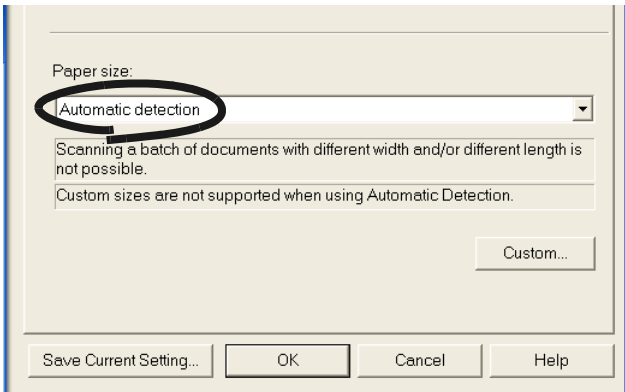 Paper size:
Automatic detection
Scanning a batch of documents with different width and/or different length is
not possible.
Custom sizes are not supported when using Automatic Detection.
Custom...
Save Current Setting... OK Cancel Help